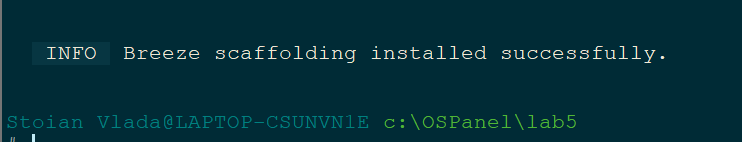 INFO Breeze scaffolding installed successfully.
Stoian Vlada@LAPTOP-CSUNVN1E c:\OSPanel\lab5